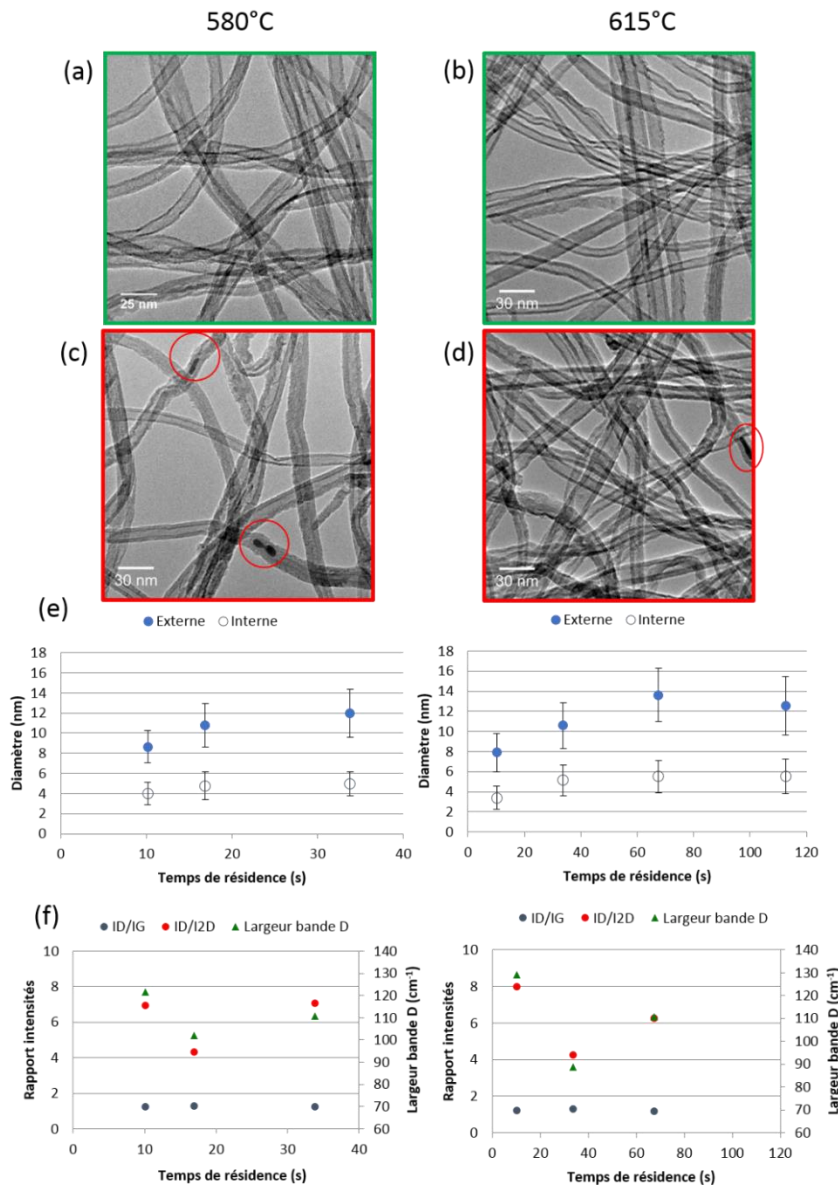 580°C
615°C
(a)
(b)
25 nm
30 nm
(c)
(d)
30 nm
30 nm
(e)
Externe Interne
18
16
14
12
10
8
6
4
2
0
Diamètre (nm)
0 10 20 30 40
Temps de résidence (s)
Externe Interne
18
16
14
12
10
8
6
4
2
0
Diamètre (nm)
0 20 40 60 80 100 120
Temps de résidence (s)
(f)
ID/IG ID/I2D Largeur bande D
10
8
6
4
2
0
Rapport intensités
140
130
120
110
100
90
80
70
60
Largeur bande D (cm⁻¹)
0 10 20 30 40
Temps de résidence (s)
ID/IG ID/I2D Largeur bande D
10
8
6
4
2
0
Rapport intensités
140
130
120
110
100
90
80
70
60
Largeur bande D (cm⁻¹)
0 20 40 60 80 100 120
Temps de résidence (s)